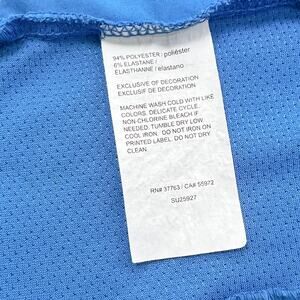 94% POLYESTER / poliéster
6% ELASTANE /
ELASTHANNE / elastano
EXCLUSIVE OF DECORATION
EXCLUSIF DE DECORATION
MACHINE WASH COLD WITH LIKE
COLORS, DELICATE CYCLE.
NON-CHLORINE BLEACH IF
NEEDED. TUMBLE DRY LOW
COOL IRON. DO NOT IRON ON
PRINTED LABEL. DO NOT DRY
CLEAN.
RN# 37763 / CA# 55972
SU25927